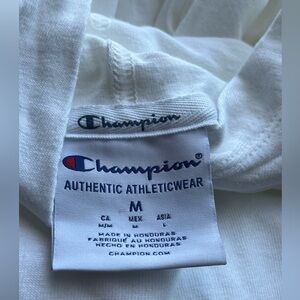 Champion
Champion®
AUTHENTIC ATHLETICWEAR
M
CA MEX ASIA
M/M M L
MADE IN HONDURAS
FABRIQUÉ AU HONDURAS
HECHO EN HONDURAS
CHAMPION.COM